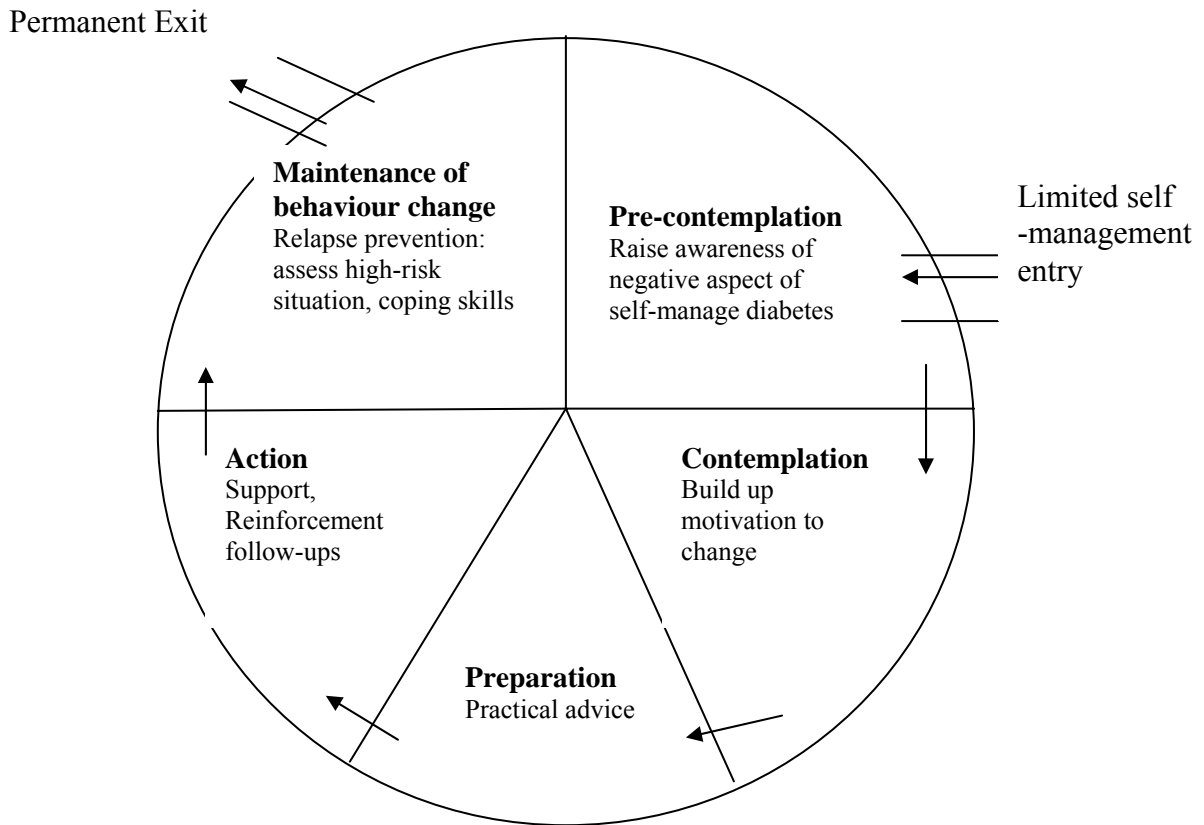 Permanent Exit
Maintenance of
behaviour change
Relapse prevention:
assess high-risk
situation, coping skills
Pre-contemplation
Raise awareness of
negative aspect of
self-manage diabetes
Limited self
-management
entry
Action
Support,
Reinforcement
follow-ups
Contemplation
Build up
motivation to
change
Preparation
Practical advice